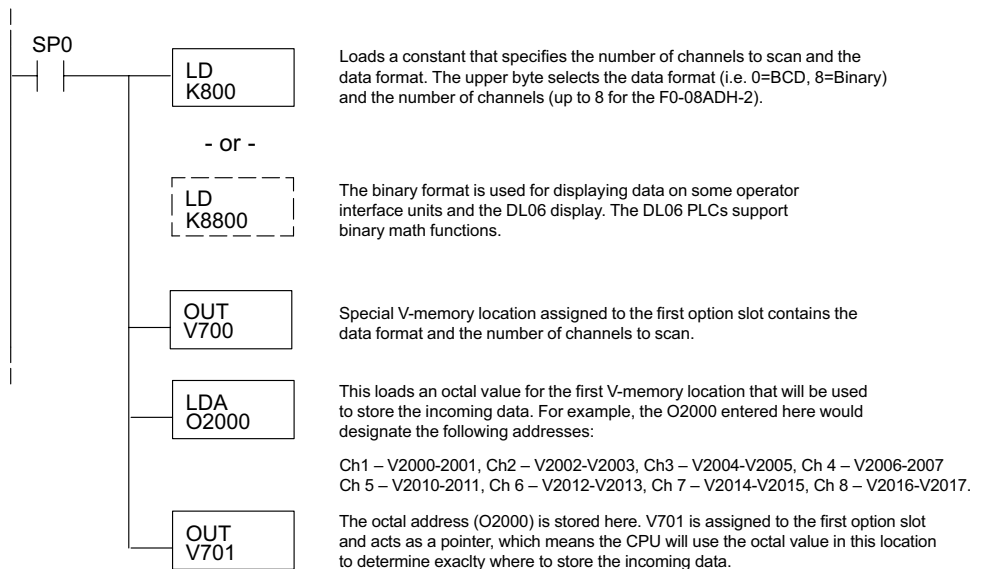 SP0
LD
K800
Loads a constant that specifies the number of channels to scan and the
data format. The upper byte selects the data format (i.e. 0=BCD, 8=Binary)
and the number of channels (up to 8 for the F0-08ADH-2).
- or -
LD
K8800
The binary format is used for displaying data on some operator
interface units and the DL06 display. The DL06 PLCs support
binary math functions.
OUT
V700
Special V-memory location assigned to the first option slot contains the
data format and the number of channels to scan.
LDA
O2000
This loads an octal value for the first V-memory location that will be used
to store the incoming data. For example, the O2000 entered here would
designate the following addresses:
Ch1 – V2000-2001, Ch2 – V2002-V2003, Ch3 – V2004-V2005, Ch 4 – V2006-2007
Ch 5 – V2010-2011, Ch 6 – V2012-V2013, Ch 7 – V2014-V2015, Ch 8 – V2016-V2017.
OUT
V701
The octal address (O2000) is stored here. V701 is assigned to the first option slot
and acts as a pointer, which means the CPU will use the octal value in this location
to determine exaclty where to store the incoming data.